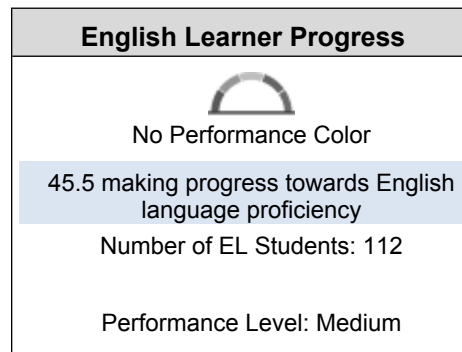 English Learner Progress
No Performance Color
45.5 making progress towards English
language proficiency
Number of EL Students: 112
Performance Level: Medium